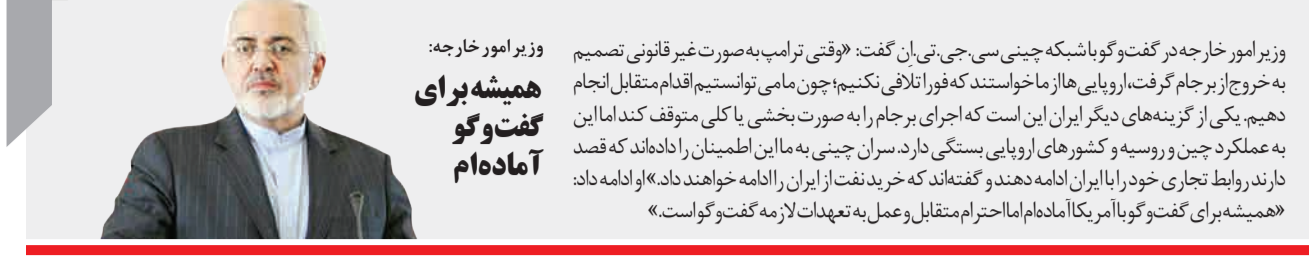 وزیر امور خارجه:
همیشه برای
گفت‌وگو
آماده‌ام
وزیر امور خارجه در گفت‌وگو با شبکه چینی سی.جی.تی.اِن گفت: «وقتی ترامپ به صورت غیر قانونی تصمیم
به خروج از برجام گرفت، اروپایی‌ها از ما خواستند که فورا تلافی نکنیم؛ چون ما می‌توانستیم اقدام متقابل انجام
دهیم. یکی از گزینه‌های دیگر ایران این است که اجرای برجام را به صورت بخشی یا کلی متوقف کند اما این
به عملکرد چین و روسیه و کشورهای اروپایی بستگی دارد. سران چینی به ما این اطمینان را داده‌اند که قصد
دارند روابط تجاری خود را با ایران ادامه دهند و گفته‌اند که خرید نفت از ایران را ادامه خواهند داد.» او ادامه داد:
«همیشه برای گفت‌وگو با آمریکا آماده‌ام اما احترام متقابل و عمل به تعهدات لازمه گفت‌وگو است.»